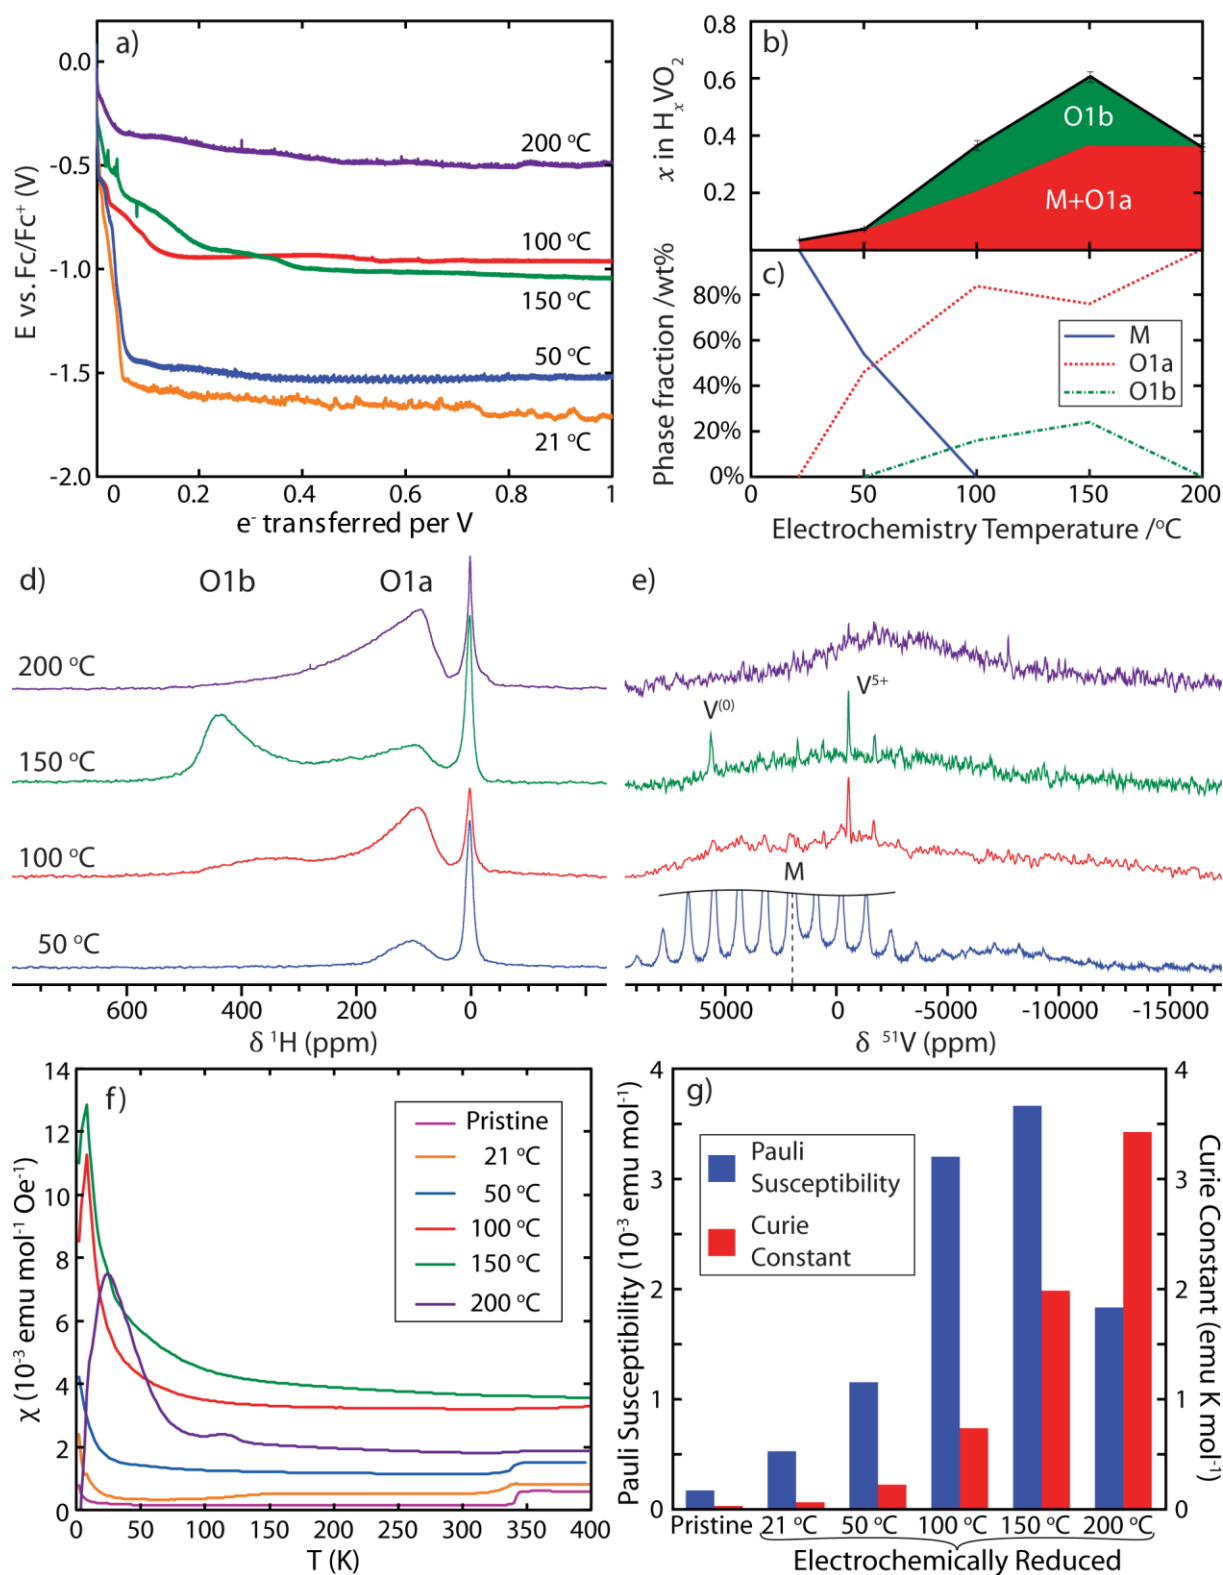 a)
E vs. Fc/Fc⁺ (V)
0.0
-0.5
-1.0
-1.5
-2.0
200 °C
100 °C
150 °C
50 °C
21 °C
0 0.2 0.4 0.6 0.8 1
e⁻ transferred per V
b)
x in HₓVO₂
0.8
0.6
0.4
0.2
O1b
M+O1a
c)
Phase fraction /wt%
80%
60%
40%
20%
0%
M
O1a
O1b
0 50 100 150 200
Electrochemistry Temperature /°C
d)
O1b O1a
200 °C
150 °C
100 °C
50 °C
600 400 200 0
δ ¹H (ppm)
e)
V⁽⁰⁾
V⁵⁺
M
5000 0 -5000 -10000 -15000
δ ⁵¹V (ppm)
f)
χ (10⁻³ emu mol⁻¹ Oe⁻¹)
14
12
10
8
6
4
2
0
Pristine
21 °C
50 °C
100 °C
150 °C
200 °C
0 50 100 150 200 250 300 350 400
T (K)
g)
Pauli Susceptibility (10⁻³ emu mol⁻¹)
4
3
2
1
0
Pauli
Susceptibility
Curie
Constant
4
3
2
1
0
Curie Constant (emu K mol⁻¹)
Pristine 21 °C 50 °C 100 °C 150 °C 200 °C
Electrochemically Reduced